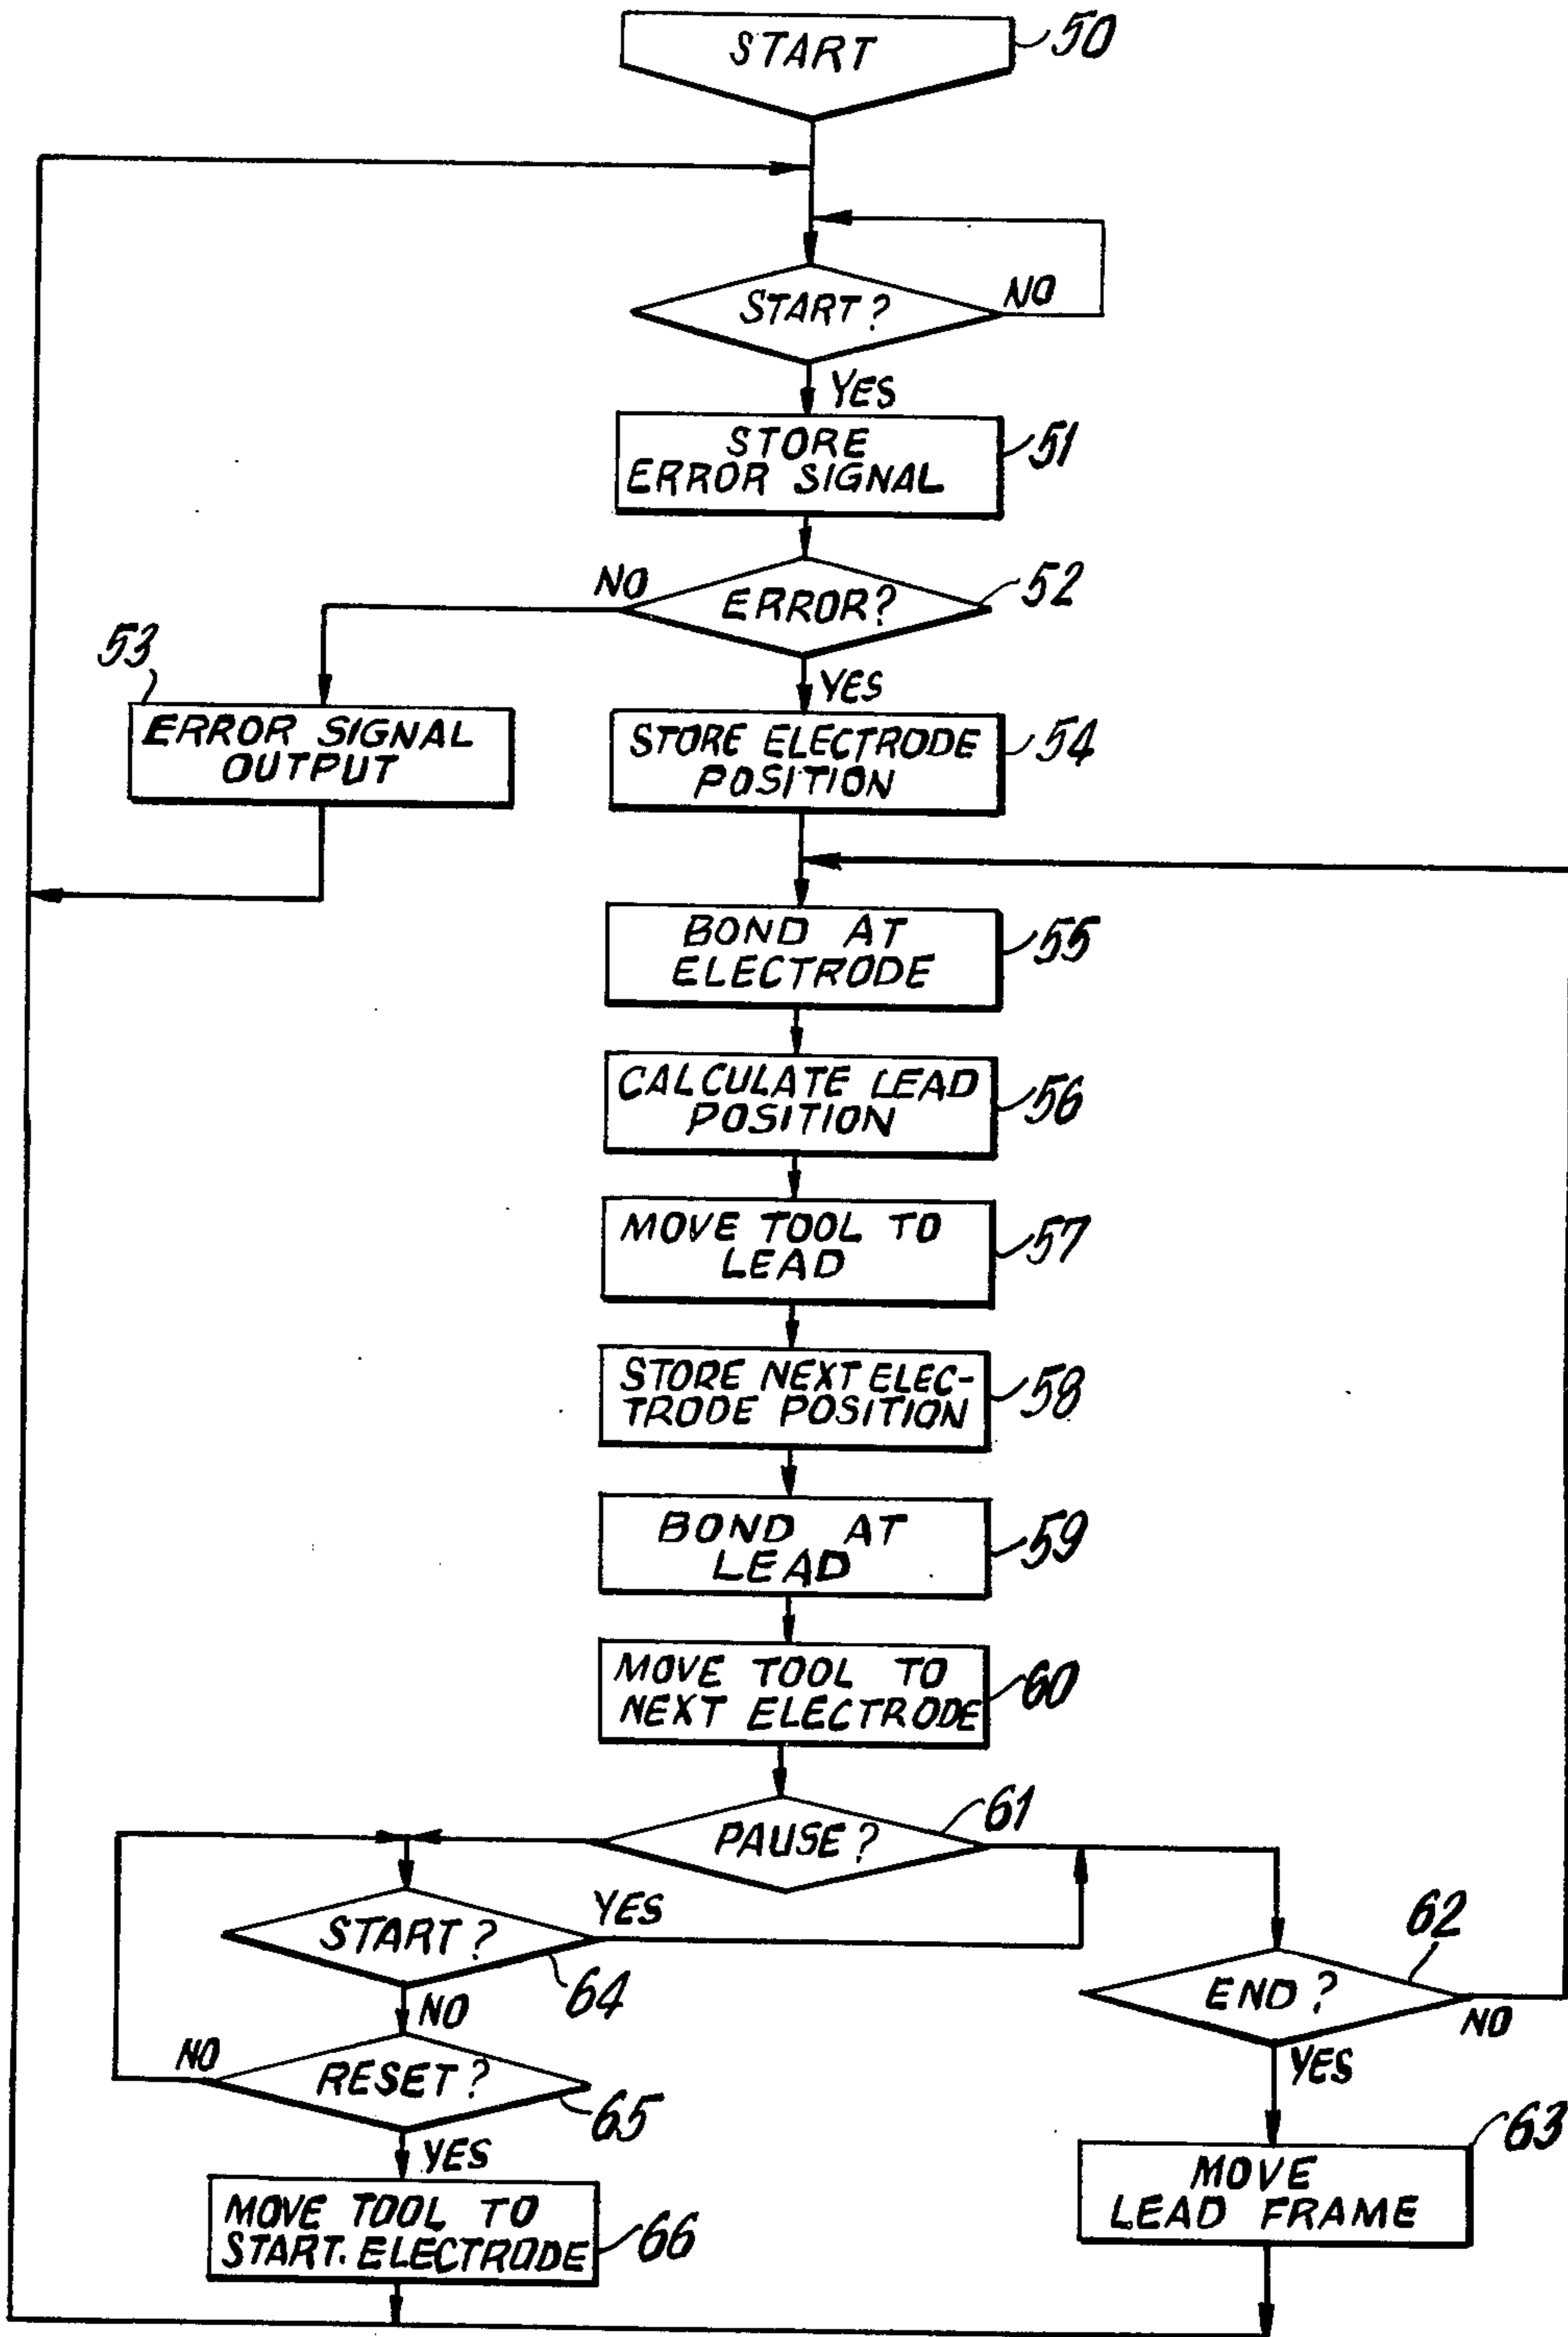 START
50
START?
NO
YES
STORE
ERROR SIGNAL
51
NO
ERROR?
52
53
YES
ERROR SIGNAL
OUTPUT
STORE ELECTRODE
POSITION
54
BOND AT
ELECTRODE
55
CALCULATE LEAD
POSITION
56
MOVE TOOL TO
LEAD
57
STORE NEXT ELEC-
TRODE POSITION
58
BOND AT
LEAD
59
MOVE TOOL TO
NEXT ELECTRODE
60
PAUSE?
61
START?
YES
64
NO
END?
62
NO
YES
NO
RESET?
65
YES
MOVE TOOL TO
START. ELECTRODE
66
MOVE
LEAD FRAME
63